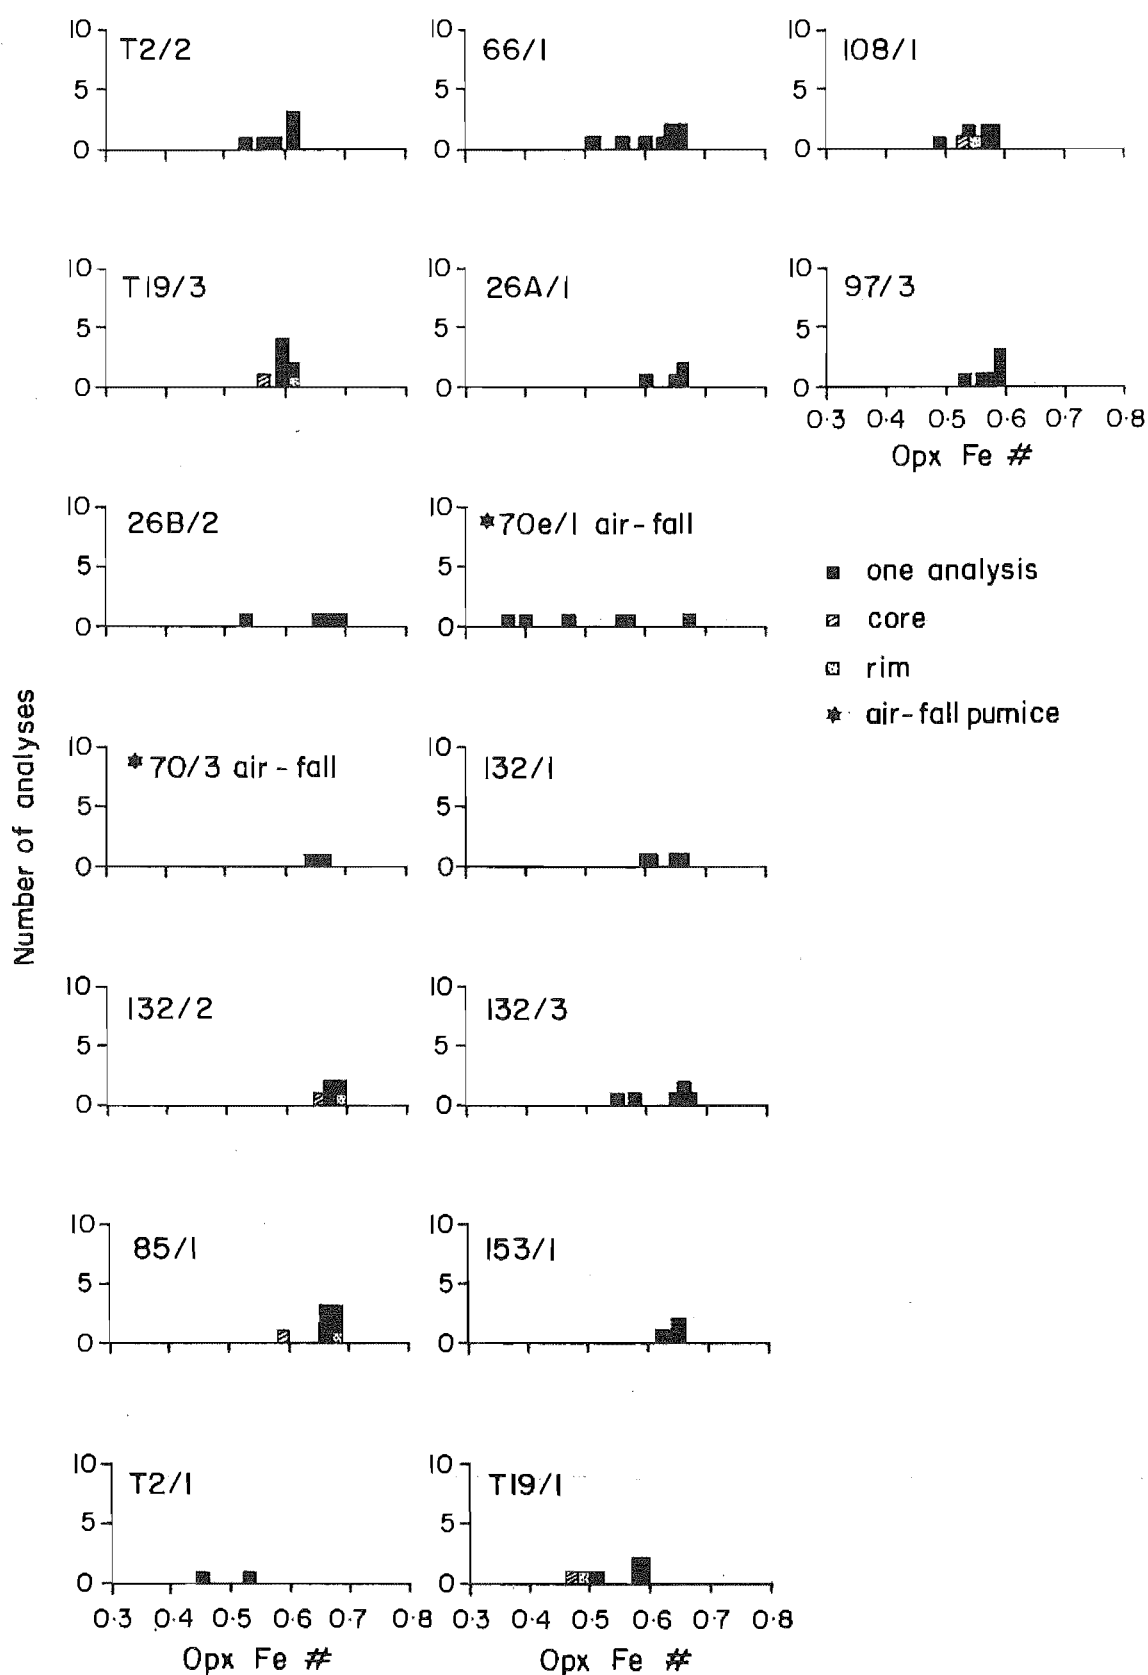 Number of analyses
10
T2/2
5
0
10
66/1
5
0
10
108/1
5
0
10
T19/3
5
0
10
26A/1
5
0
10
97/3
5
0
0.3 0.4 0.5 0.6 0.7 0.8
Opx Fe #
10
26B/2
5
0
10
*70e/1 air-fall
5
0
one analysis
core
rim
* air-fall pumice
10
*70/3 air-fall
5
0
10
132/1
5
0
10
132/2
5
0
10
132/3
5
0
10
85/1
5
0
10
153/1
5
0
10
T2/1
5
0
0.3 0.4 0.5 0.6 0.7 0.8
Opx Fe #
10
T19/1
5
0
0.3 0.4 0.5 0.6 0.7 0.8
Opx Fe #